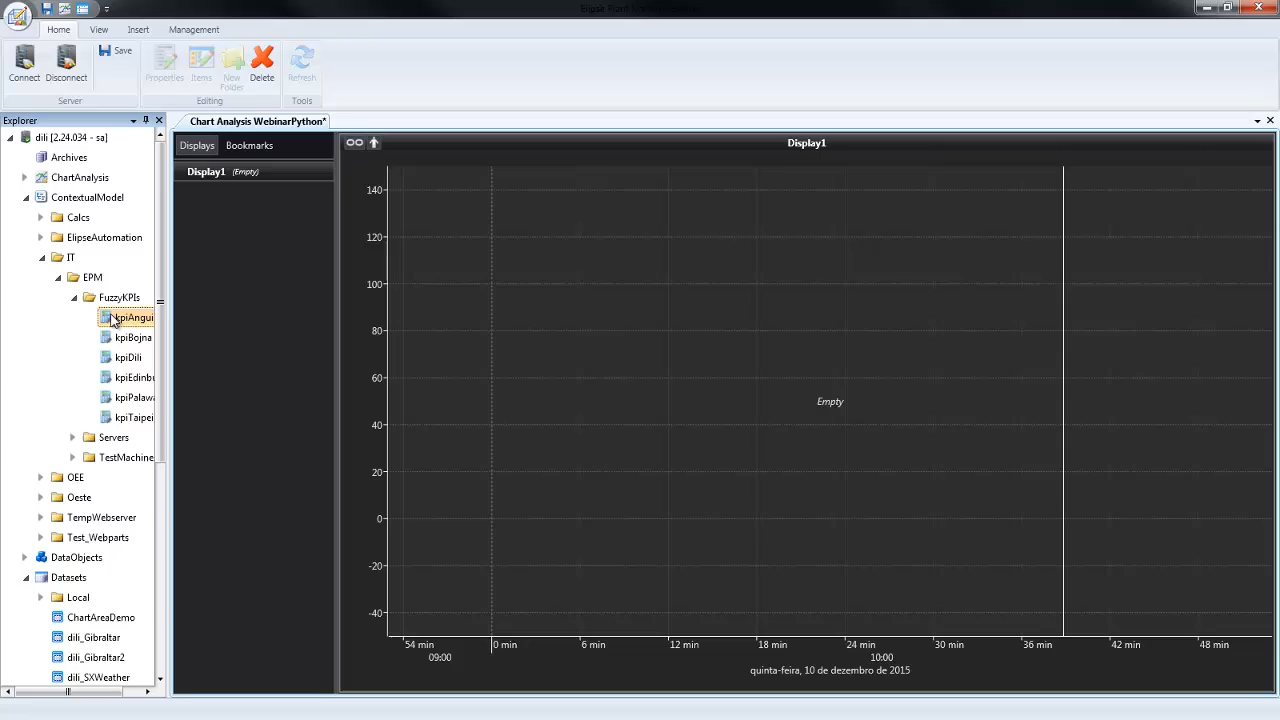 Home View Insert Management
Connect Disconnect Save Properties Items New Folder Delete Refresh
Server Editing Tools
Explorer
Chart Analysis WebinarPython*
dili [2.24.034 - sa]
Archives
ChartAnalysis
ContextualModel
Calcs
ElipseAutomation
IT
EPM
FuzzyKPIs
kpiAngui
kpiBojna
kpiDili
kpiEdinbu
kpiPalawa
kpiTaipei
Servers
TestMachine
OEE
Oeste
TempWebserver
Test_Webparts
DataObjects
Datasets
Local
ChartAreaDemo
dili_Gibraltar
dili_Gibraltar2
dili_SXWeather
Displays Bookmarks
Display1 (Empty)
Display1
140
120
100
80
60
40
20
0
-20
-40
Empty
54 min 0 min 6 min 12 min 18 min 24 min 30 min 36 min 42 min 48 min
09:00 10:00
quinta-feira, 10 de dezembro de 2015